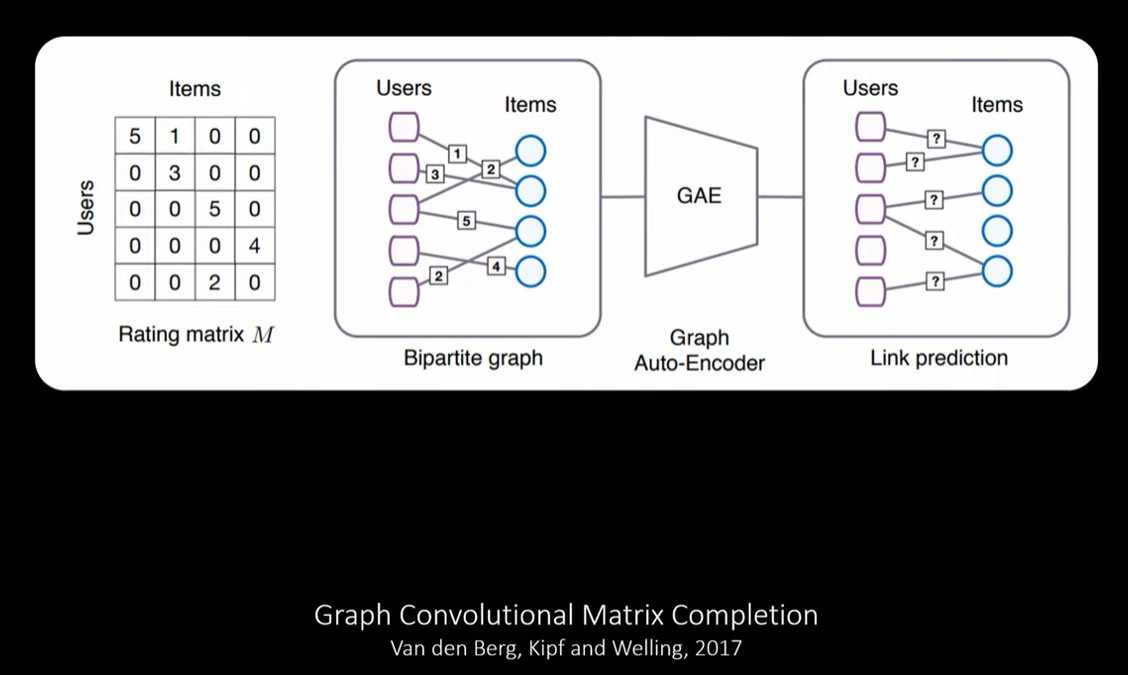 Items
Users
5 1 0 0
0 3 0 0
0 0 5 0
0 0 0 4
0 0 2 0
Rating matrix M
Users
Items
1
2
3
5
4
2
Bipartite graph
GAE
Graph
Auto-Encoder
Users
Items
?
?
?
?
?
Link prediction
Graph Convolutional Matrix Completion
Van den Berg, Kipf and Welling, 2017